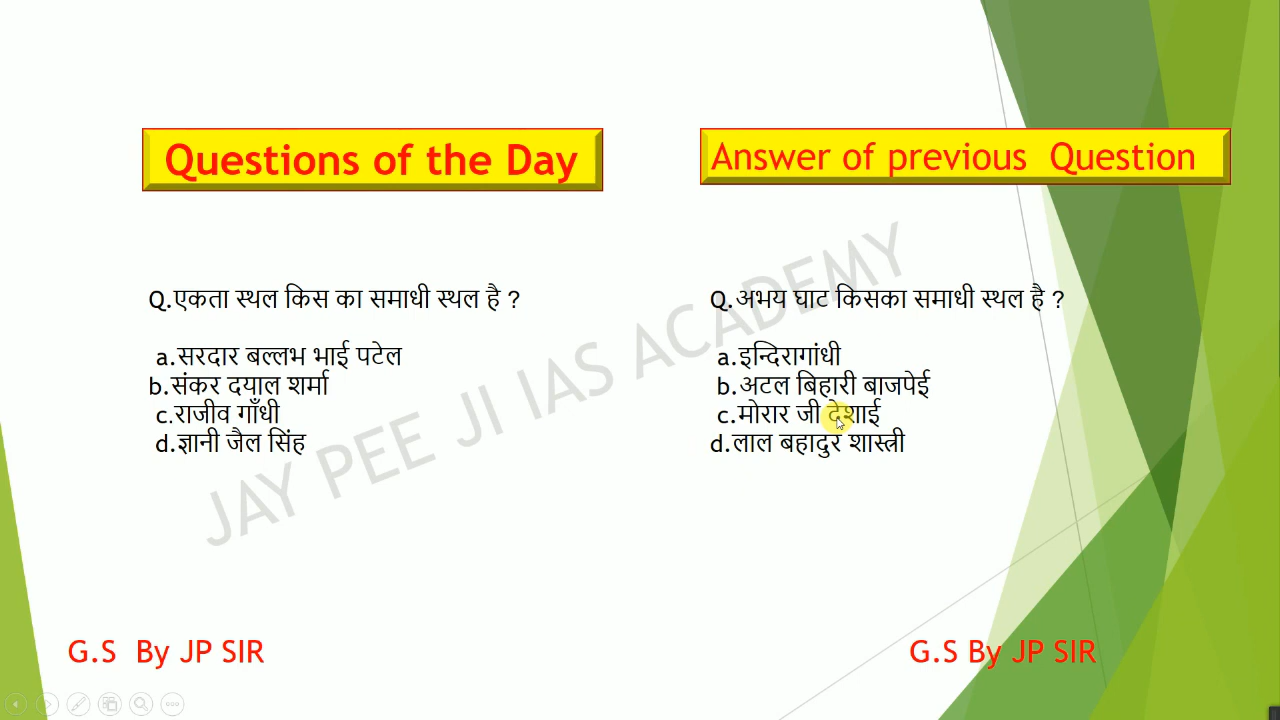 Questions of the Day
Q.एकता स्थल किस का समाधी स्थल है ?
a.सरदार बल्लभ भाई पटेल
b.संकर दयाल शर्मा
c.राजीव गाँधी
d.ज्ञानी जैल सिंह
G.S By JP SIR
Answer of previous Question
Q.अभय घाट किसका समाधी स्थल है ?
a.इन्दिरागांधी
b.अटल बिहारी बाजपेई
c.मोरार जी देशाई
d.लाल बहादुर शास्त्री
G.S By JP SIR
JAY PEE JI IAS ACADEMY